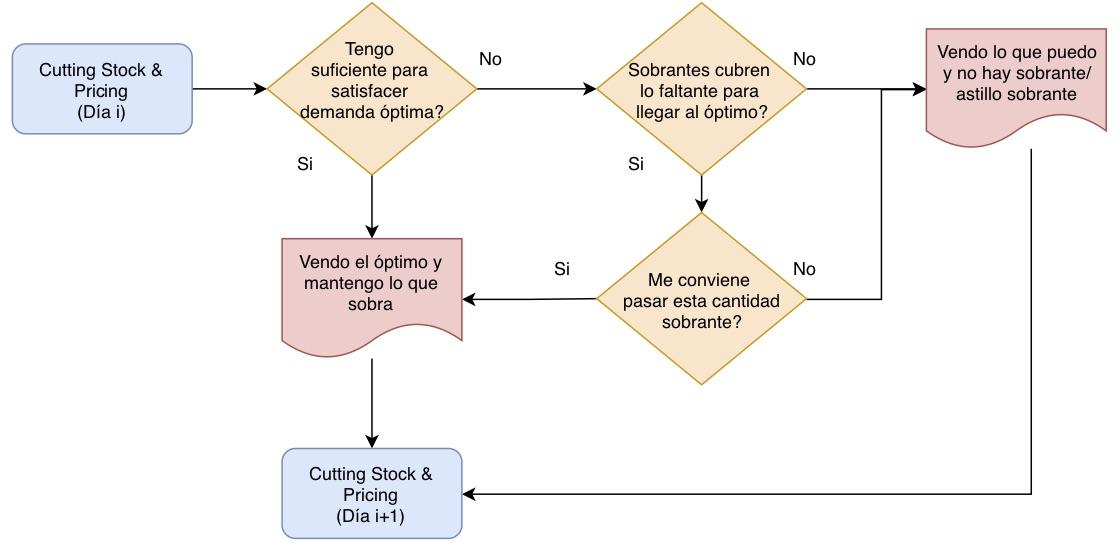 Cutting Stock &
Pricing
(Día i)
Tengo
suficiente para
satisfacer
demanda óptima?
No
Sobrantes cubren
lo faltante para
llegar al óptimo?
No
Vendo lo que puedo
y no hay sobrante/
astillo sobrante
Si
Si
Vendo el óptimo y
mantengo lo que
sobra
Si
Me conviene
pasar esta cantidad
sobrante?
No
Cutting Stock &
Pricing
(Día i+1)